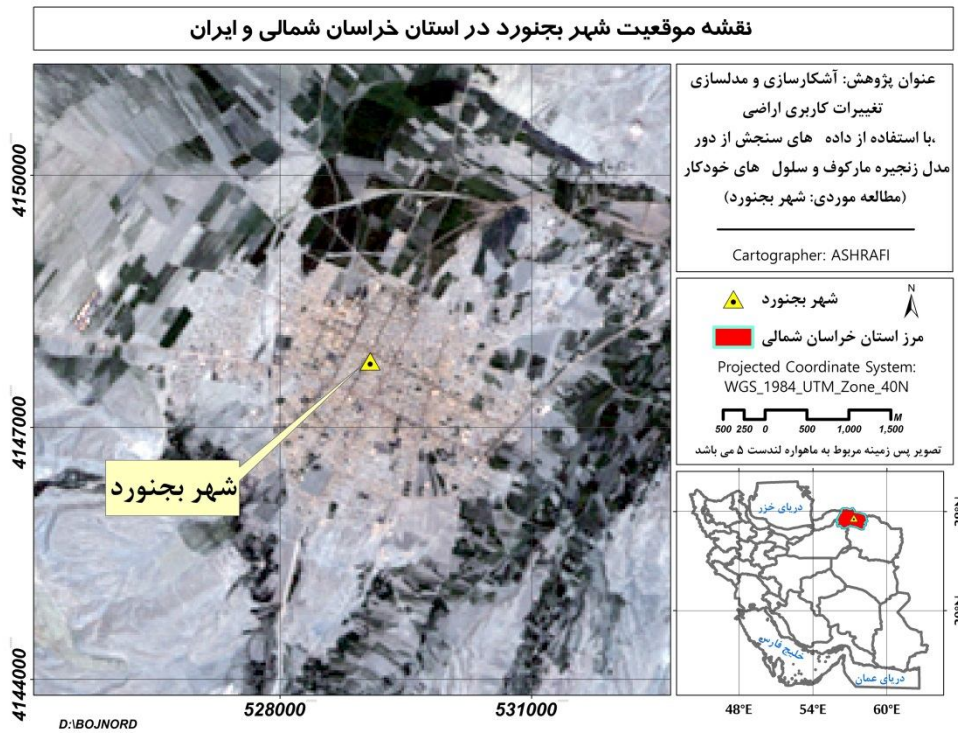 نقشه موقعیت شهر بجنورد در استان خراسان شمالی و ایران
4150000
4147000
4144000
528000
531000
شهر بجنورد
D:\BOJNORD
عنوان پژوهش: آشکارسازی و مدلسازی
تغییرات کاربری اراضی
،با استفاده از داده های سنجش از دور
مدل زنجیره مارکوف و سلول های خودکار
(مطالعه موردی: شهر بجنورد)
Cartographer: ASHRAFI
N
شهر بجنورد
مرز استان خراسان شمالی
Projected Coordinate System:
WGS_1984_UTM_Zone_40N
M
500 250 0 500 1,000 1,500
تصویر پس زمینه مربوط به ماهواره لندست ۵ می باشد
دریای خزر
خلیج فارس
دریای عمان
48°E 54°E 60°E